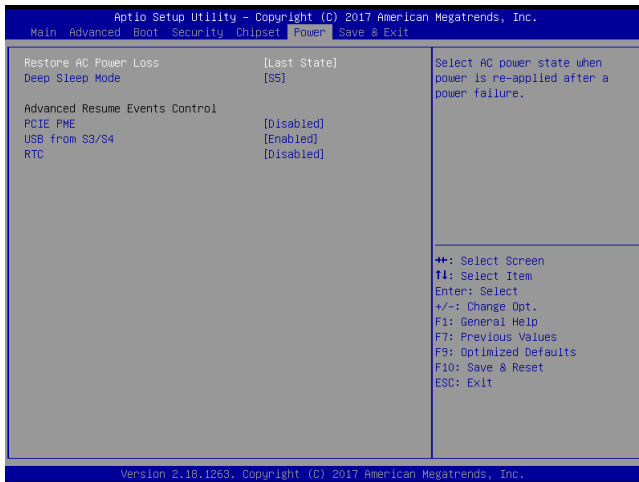 Aptio Setup Utility – Copyright (C) 2017 American Megatrends, Inc.
Main Advanced Boot Security Chipset Power Save & Exit
Restore AC Power Loss [Last State]
Deep Sleep Mode [S5]
Advanced Resume Events Control
PCIE PME [Disabled]
USB from S3/S4 [Enabled]
RTC [Disabled]
Select AC power state when
power is re-applied after a
power failure.
→←: Select Screen
↑↓: Select Item
Enter: Select
+/-: Change Opt.
F1: General Help
F7: Previous Values
F9: Optimized Defaults
F10: Save & Reset
ESC: Exit
Version 2.18.1263. Copyright (C) 2017 American Megatrends, Inc.